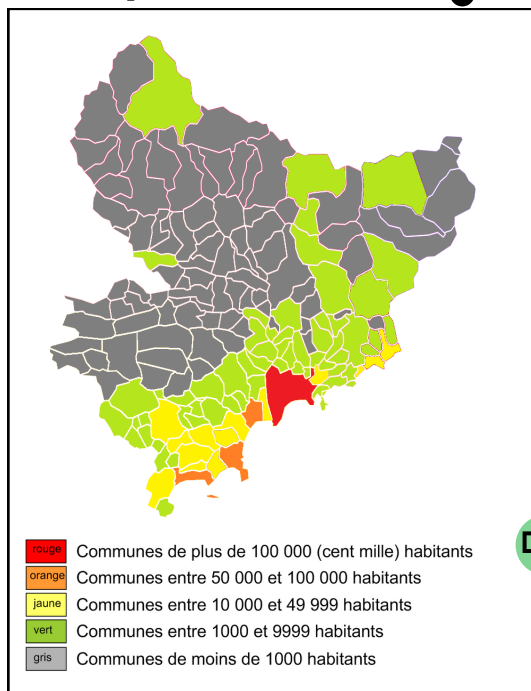 rouge Communes de plus de 100 000 (cent mille) habitants
orange Communes entre 50 000 et 100 000 habitants
jaune Communes entre 10 000 et 49 999 habitants
vert Communes entre 1000 et 9999 habitants
gris Communes de moins de 1000 habitants